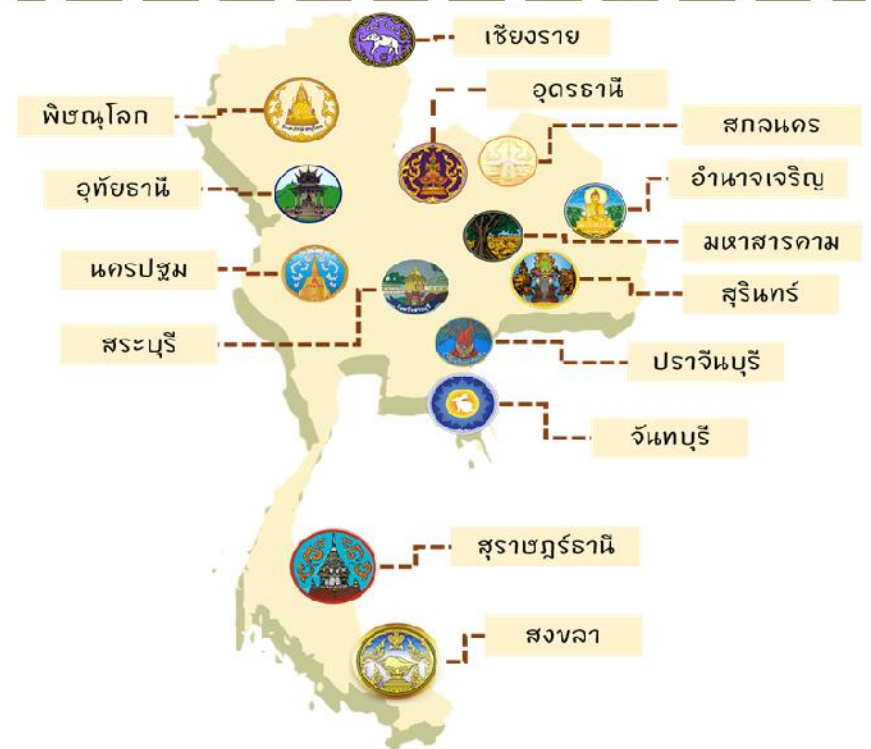 เชียงราย
อุดรธานี
พิษณุโลก
สกลนคร
อุทัยธานี
อำนาจเจริญ
มหาสารคาม
นครปฐม
สุรินทร์
สระบุรี
ปราจีนบุรี
จันทบุรี
สุราษฎร์ธานี
สงขลา